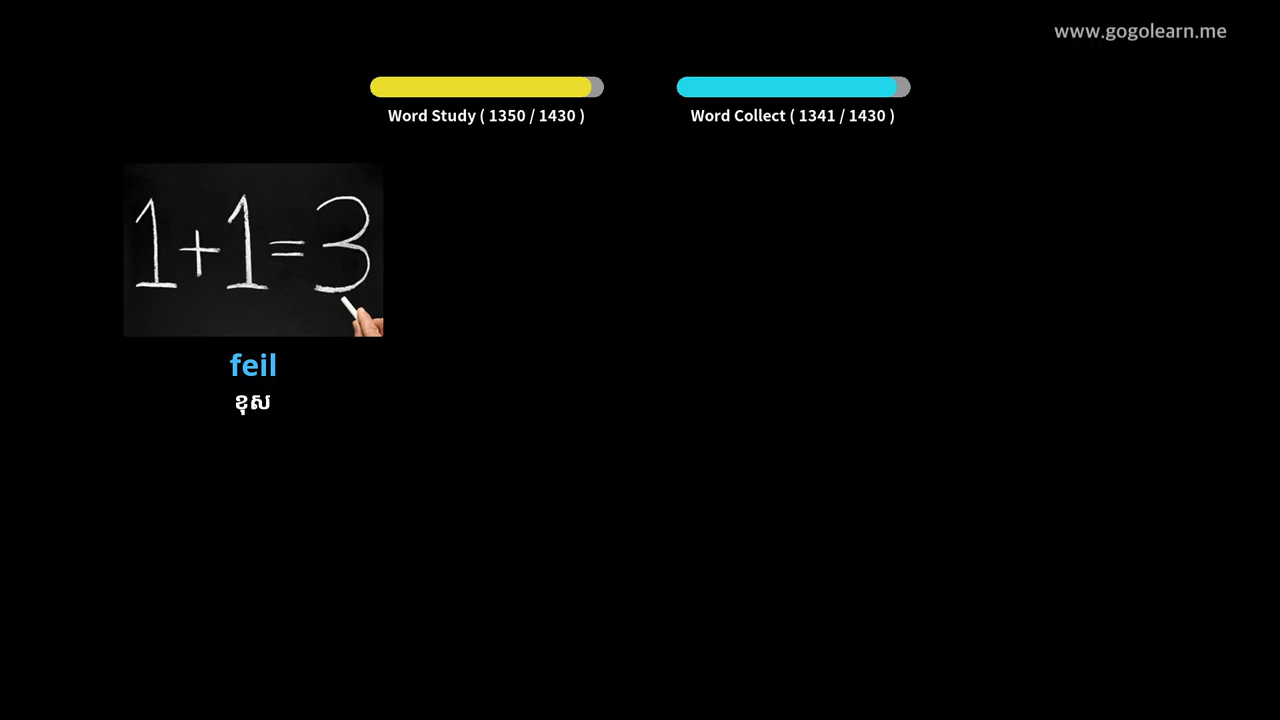 www.gogolearn.me
Word Study ( 1350 / 1430 )
Word Collect ( 1341 / 1430 )
1+1=3
feil
ខុស